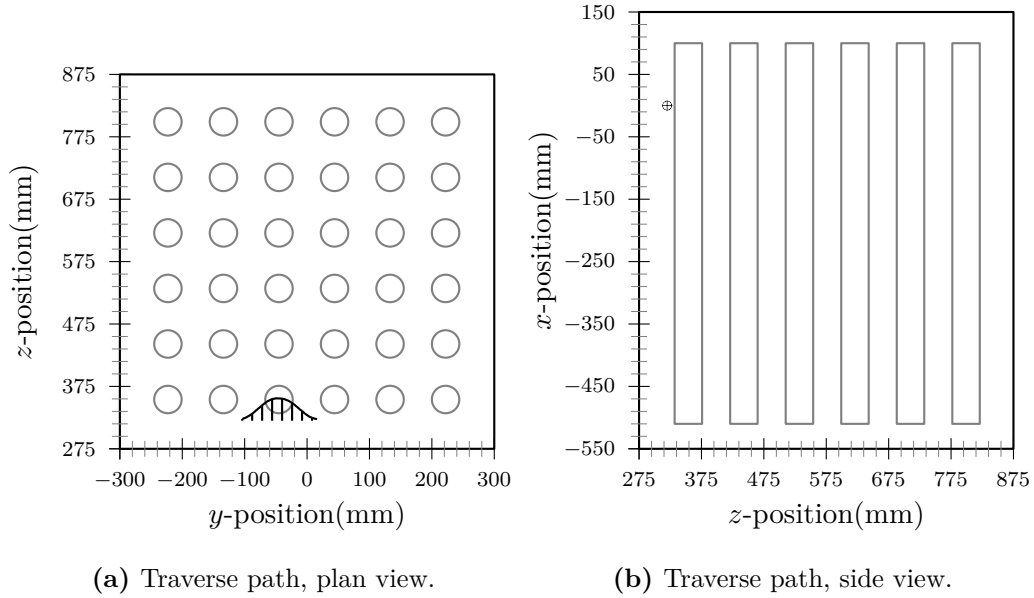 875
775
675
575
475
375
275
−300 −200 −100 0 100 200 300
z-position(mm)
y-position(mm)
(a) Traverse path, plan view.
150
50
−50
−150
−250
−350
−450
−550
275 375 475 575 675 775 875
x-position(mm)
z-position(mm)
(b) Traverse path, side view.